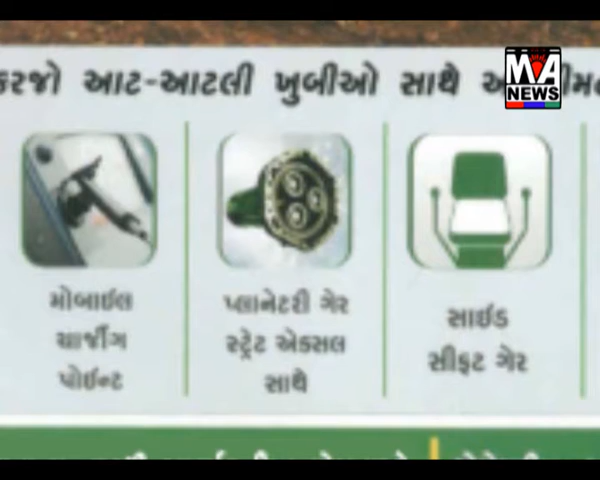 કરજો આટ-આટલી ખુબીઓ સાથે
MA NEWS
મોબાઈલ
ચાર્જીંગ
પોઈન્ટ
પ્લાનેટરી ગેર
સ્ટ્રેટ એક્સલ
સાથે
સાઈડ
સીફ્ટ ગેર